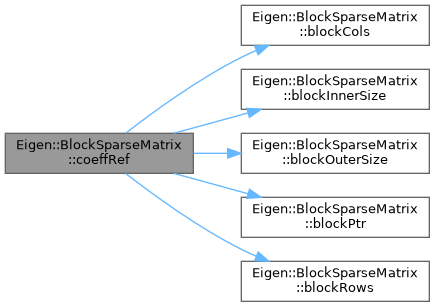 Eigen::BlockSparseMatrix
::coeffRef
Eigen::BlockSparseMatrix
::blockCols
Eigen::BlockSparseMatrix
::blockInnerSize
Eigen::BlockSparseMatrix
::blockOuterSize
Eigen::BlockSparseMatrix
::blockPtr
Eigen::BlockSparseMatrix
::blockRows